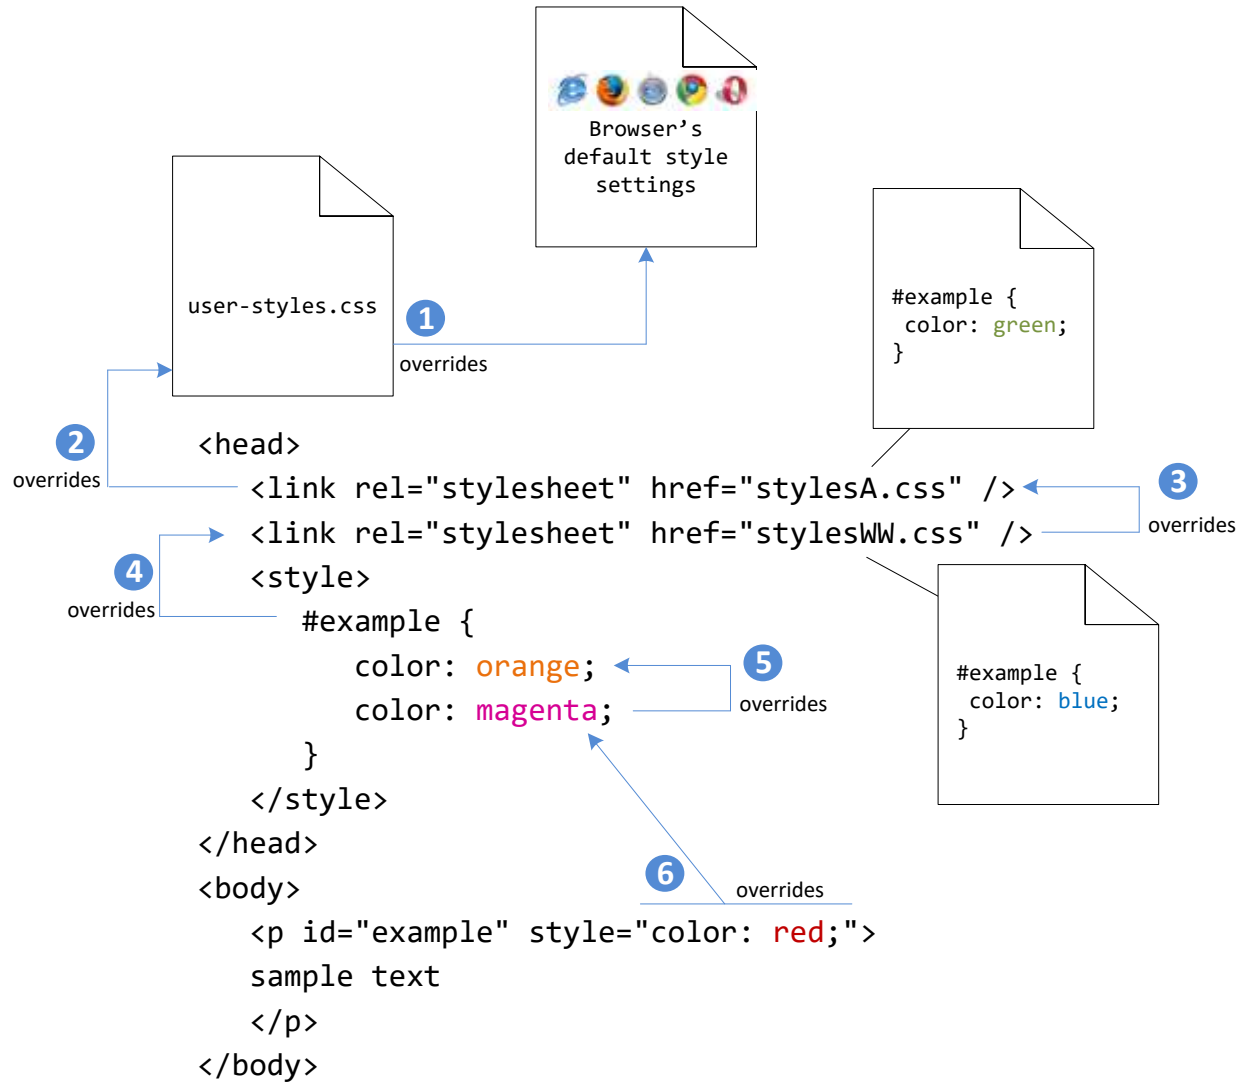 Browser’s
default style
settings
user-styles.css
1
overrides
#example {
color: green;
}
2
overrides
<head>
<link rel="stylesheet" href="stylesA.css" />
3
overrides
<link rel="stylesheet" href="stylesWW.css" />
4
overrides
<style>
#example {
color: orange;
5
overrides
color: magenta;
}
#example {
color: blue;
}
</style>
</head>
6
overrides
<body>
<p id="example" style="color: red;">
sample text
</p>
</body>